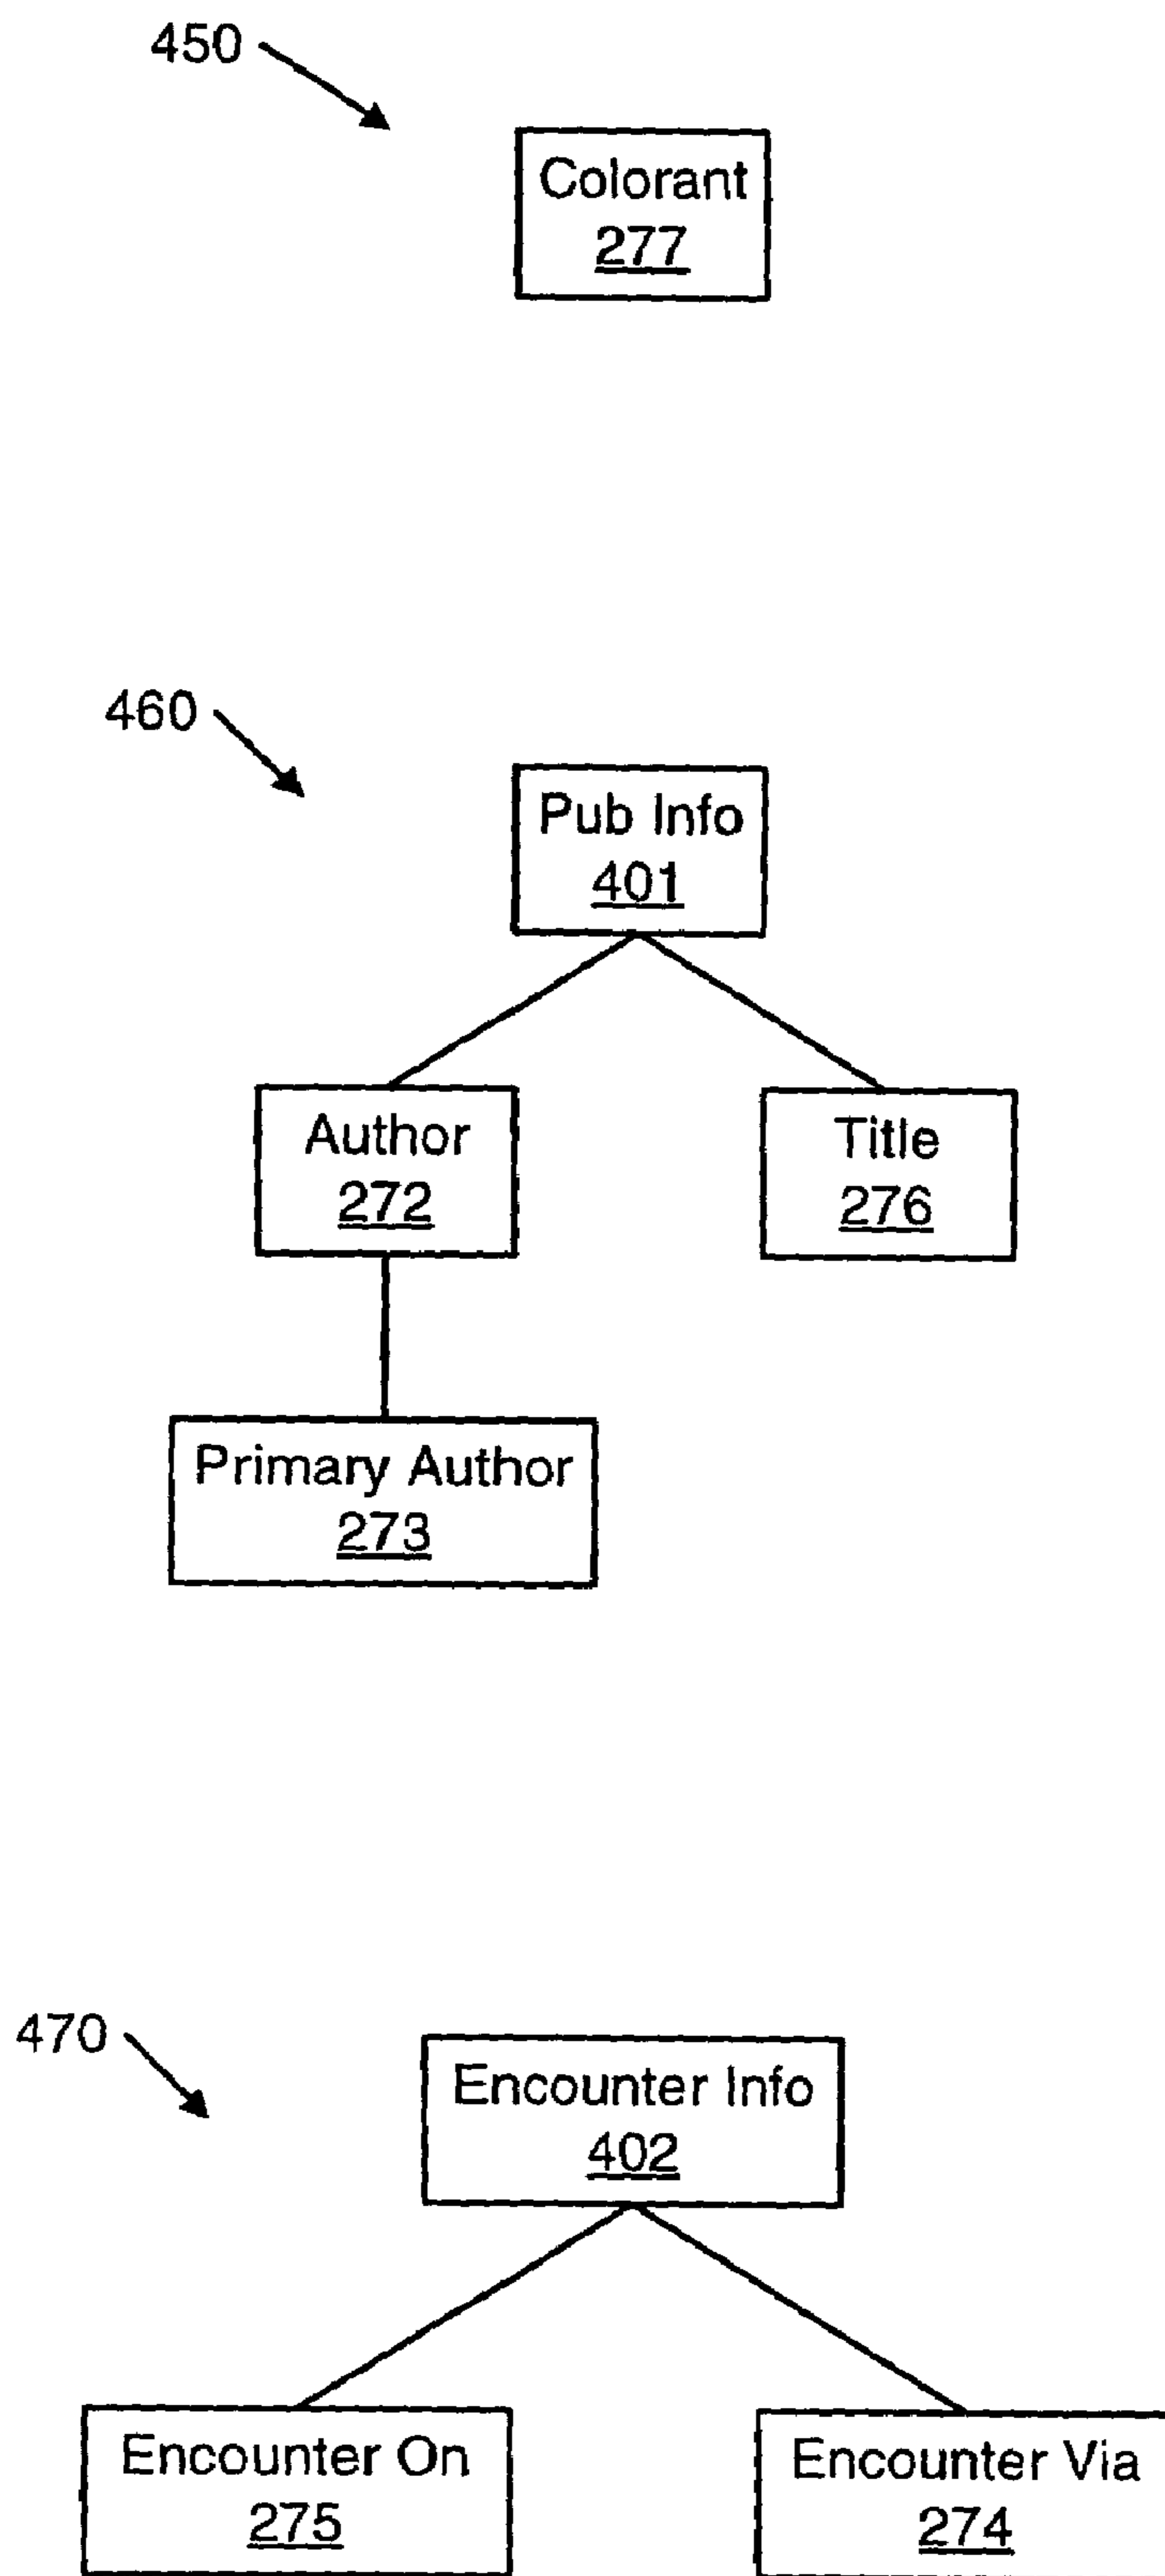 450
Colorant
277
460
Pub Info
401
Author
272
Title
276
Primary Author
273
470
Encounter Info
402
Encounter On
275
Encounter Via
274